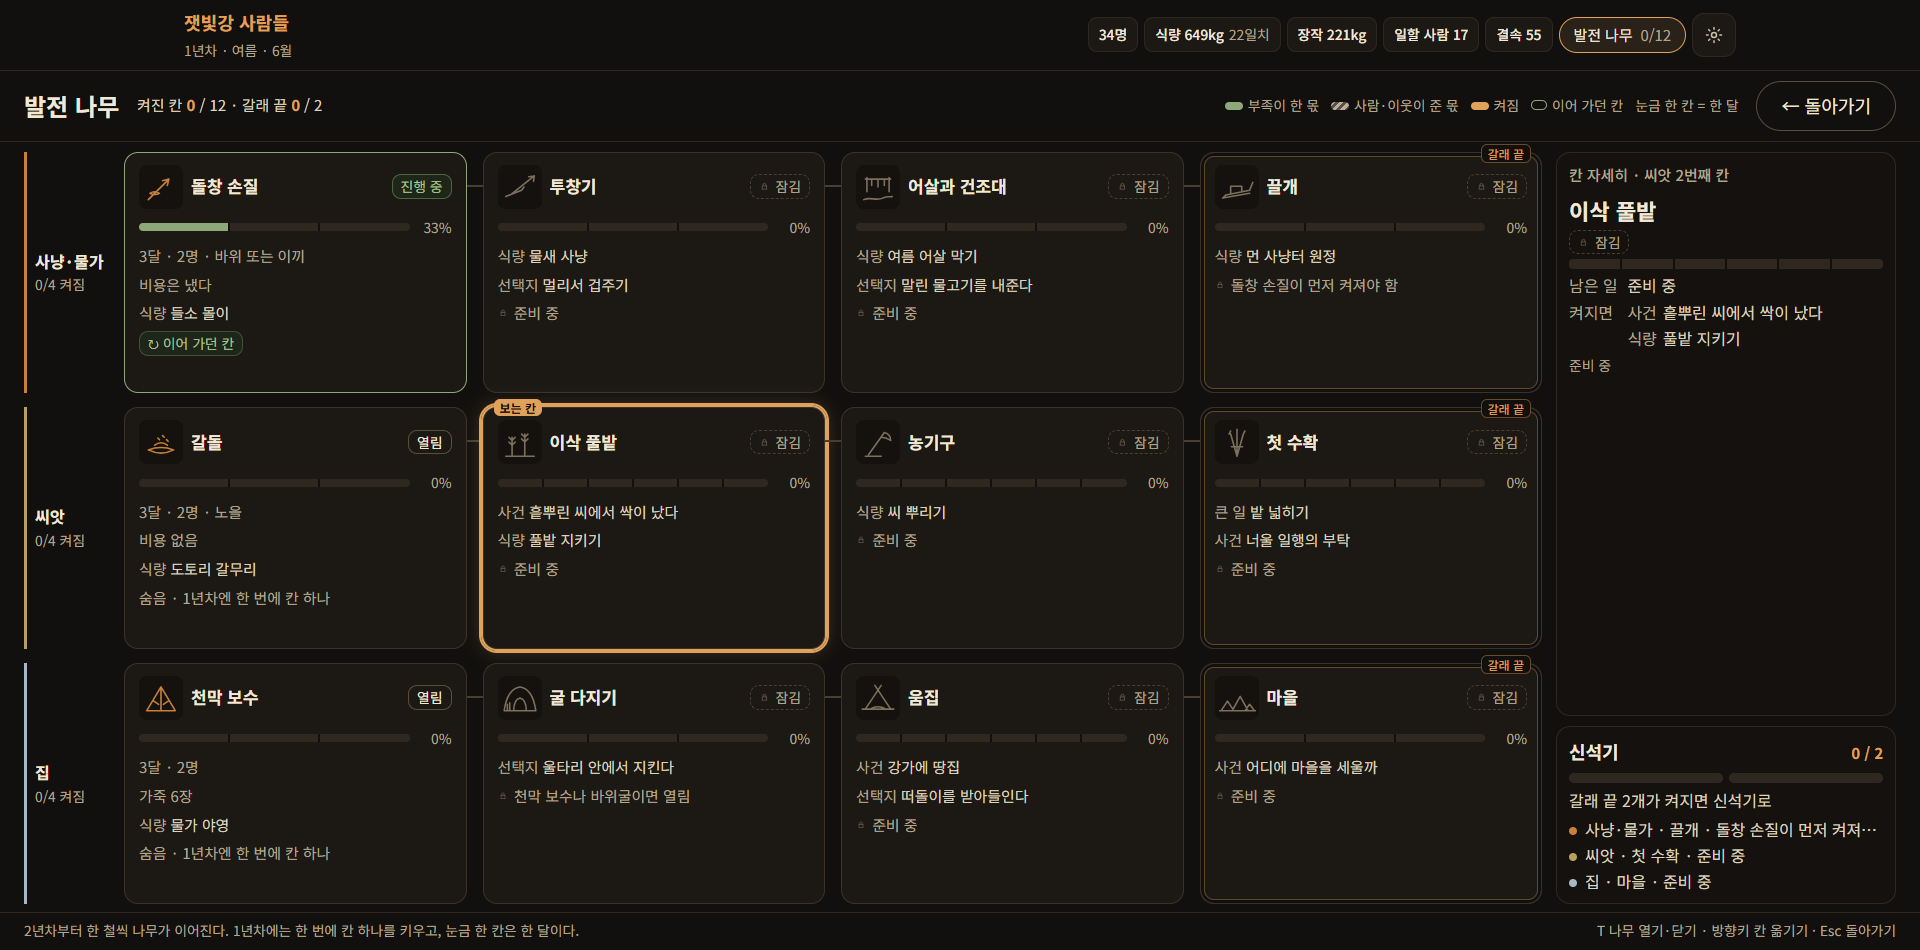 잿빛강 사람들
1년차 · 여름 · 6월
34명
식량 649kg 22일치
장작 221kg
일할 사람 17
결속 55
발전 나무 0/12
발전 나무
켜진 칸 0 / 12 · 갈래 끝 0 / 2
부족이 한 몫
사람·이웃이 준 몫
켜짐
이어 가던 칸
눈금 한 칸 = 한 달
← 돌아가기
사냥·물가
0/4 켜짐
돌창 손질
진행 중
33%
3달 · 2명 · 바위 또는 이끼
비용은 냈다
식량 들소 몰이
↻ 이어 가던 칸
투창기
잠김
0%
식량 물새 사냥
선택지 멀리서 겁주기
준비 중
어살과 건조대
잠김
0%
식량 여름 어살 막기
선택지 말린 물고기를 내준다
준비 중
갈래 끝
끌개
잠김
0%
식량 먼 사냥터 원정
돌창 손질이 먼저 켜져야 함
씨앗
0/4 켜짐
갈돌
열림
0%
3달 · 2명 · 노을
비용 없음
식량 도토리 갈무리
숨음 · 1년차엔 한 번에 칸 하나
보는 칸
이삭 풀밭
잠김
0%
사건 흩뿌린 씨에서 싹이 났다
식량 풀밭 지키기
준비 중
농기구
잠김
0%
식량 씨 뿌리기
준비 중
갈래 끝
첫 수확
잠김
0%
큰 일 밭 넓히기
사건 너울 일행의 부탁
준비 중
집
0/4 켜짐
천막 보수
열림
0%
3달 · 2명
가죽 6장
식량 물가 야영
숨음 · 1년차엔 한 번에 칸 하나
굴 다지기
잠김
0%
선택지 울타리 안에서 지킨다
천막 보수나 바위굴이면 열림
움집
잠김
0%
사건 강가에 땅집
선택지 떠돌이를 받아들인다
준비 중
갈래 끝
마을
잠김
0%
사건 어디에 마을을 세울까
준비 중
칸 자세히 · 씨앗 2번째 칸
이삭 풀밭
잠김
남은 일 준비 중
켜지면 사건 흩뿌린 씨에서 싹이 났다
식량 풀밭 지키기
준비 중
신석기
0 / 2
갈래 끝 2개가 켜지면 신석기로
사냥·물가 · 끌개 · 돌창 손질이 먼저 켜져…
씨앗 · 첫 수확 · 준비 중
집 · 마을 · 준비 중
2년차부터 한 철씩 나무가 이어진다. 1년차에는 한 번에 칸 하나를 키우고, 눈금 한 칸은 한 달이다.
T 나무 열기·닫기 · 방향키 칸 옮기기 · Esc 돌아가기